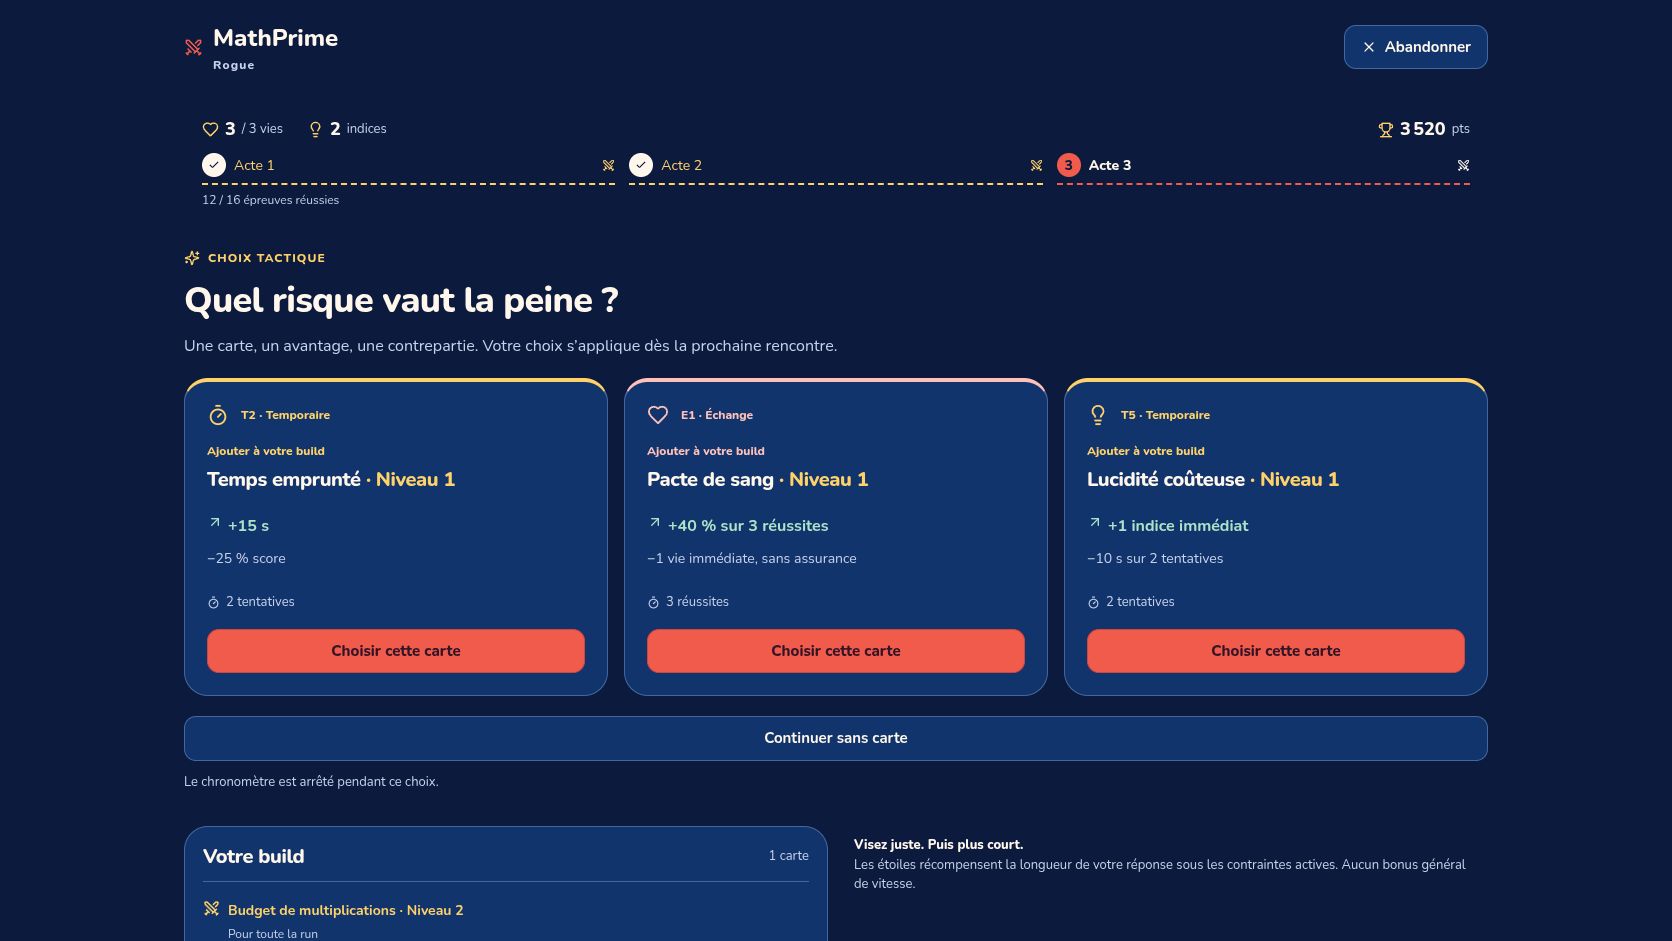 MathPrime
Rogue
Abandonner
3 / 3 vies
2 indices
3 520 pts
Acte 1
Acte 2
3 Acte 3
12 / 16 épreuves réussies
CHOIX TACTIQUE
Quel risque vaut la peine ?
Une carte, un avantage, une contrepartie. Votre choix s’applique dès la prochaine rencontre.
T2 · Temporaire
Ajouter à votre build
Temps emprunté · Niveau 1
+15 s
−25 % score
2 tentatives
Choisir cette carte
E1 · Échange
Ajouter à votre build
Pacte de sang · Niveau 1
+40 % sur 3 réussites
−1 vie immédiate, sans assurance
3 réussites
Choisir cette carte
T5 · Temporaire
Ajouter à votre build
Lucidité coûteuse · Niveau 1
+1 indice immédiat
−10 s sur 2 tentatives
2 tentatives
Choisir cette carte
Continuer sans carte
Le chronomètre est arrêté pendant ce choix.
Votre build
1 carte
Budget de multiplications · Niveau 2
Pour toute la run
Visez juste. Puis plus court.
Les étoiles récompensent la longueur de votre réponse sous les contraintes actives. Aucun bonus général
de vitesse.